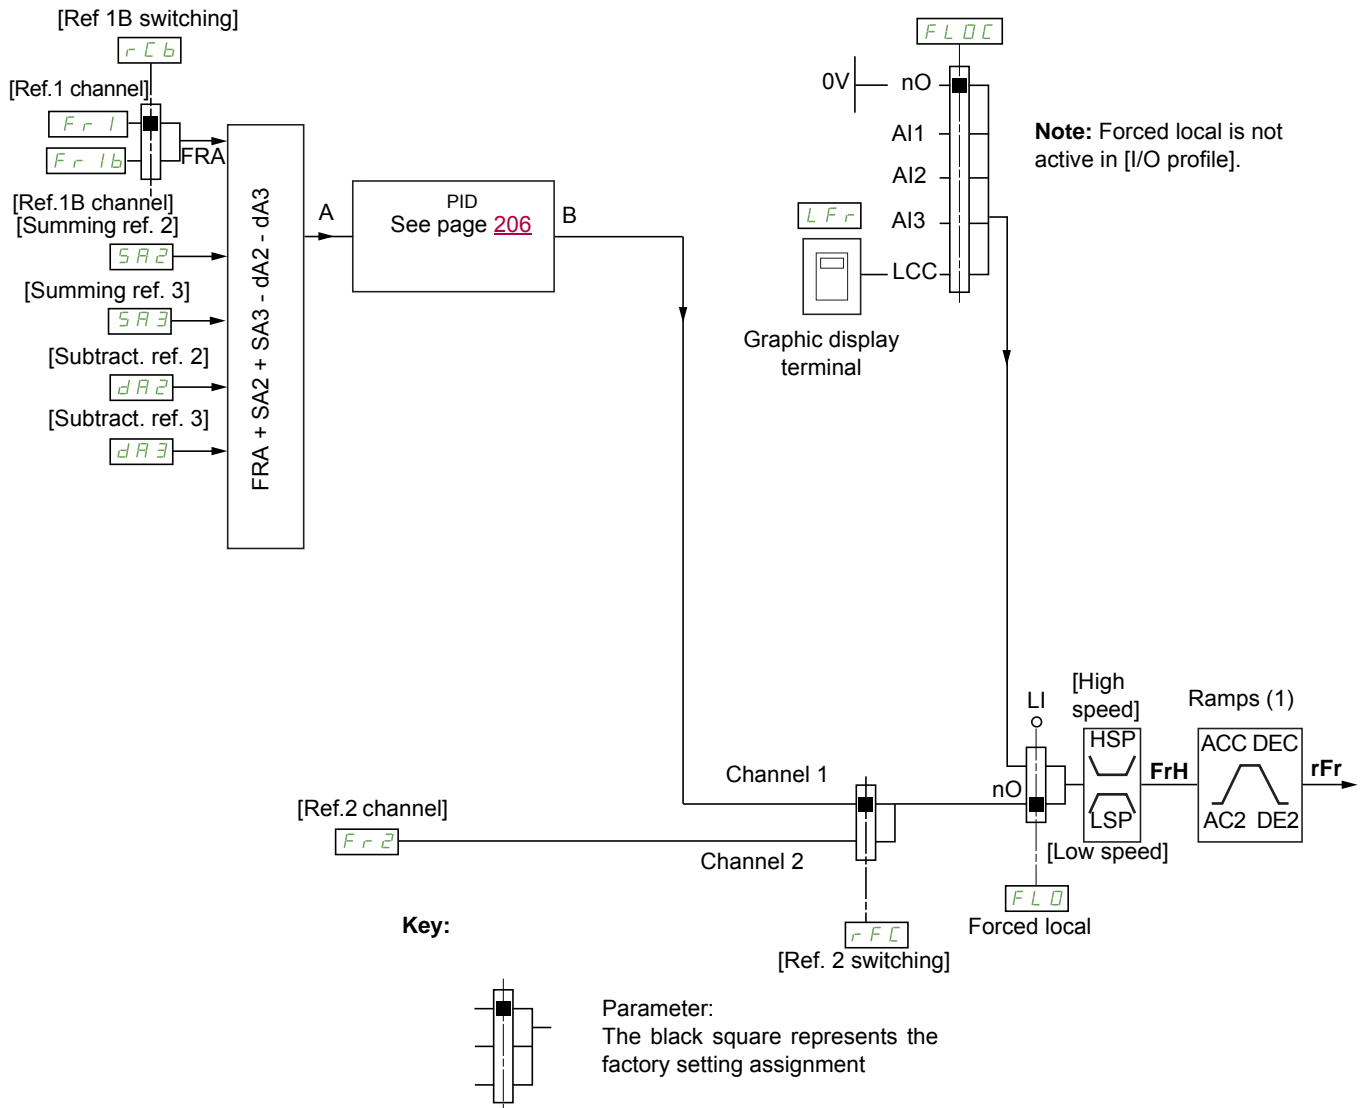 [Ref 1B switching]
rCb
[Ref.1 channel]
Fr1
Fr1b
FRA
[Ref.1B channel]
[Summing ref. 2]
SA2
[Summing ref. 3]
SA3
[Subtract. ref. 2]
dA2
[Subtract. ref. 3]
dA3
FRA + SA2 + SA3 - dA2 - dA3
A
PID
See page 206
B
FLOC
0V
nO
AI1
AI2
AI3
LCC
LFr
Graphic display
terminal
Note: Forced local is not
active in [I/O profile].
Channel 1
[Ref.2 channel]
Fr2
Channel 2
rFC
[Ref. 2 switching]
LI
nO
FLO
Forced local
[High
speed]
HSP
LSP
[Low speed]
FrH
Ramps (1)
ACC DEC
AC2 DE2
rFr
Key:
Parameter:
The black square represents the
factory setting assignment